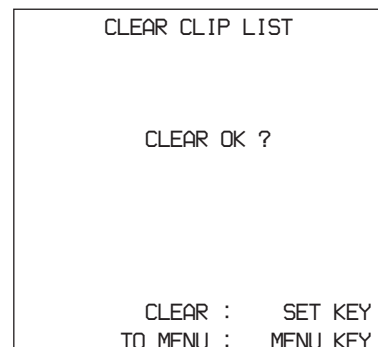 CLEAR CLIP LIST
CLEAR OK ?
CLEAR : SET KEY
TO MENU : MENU KEY